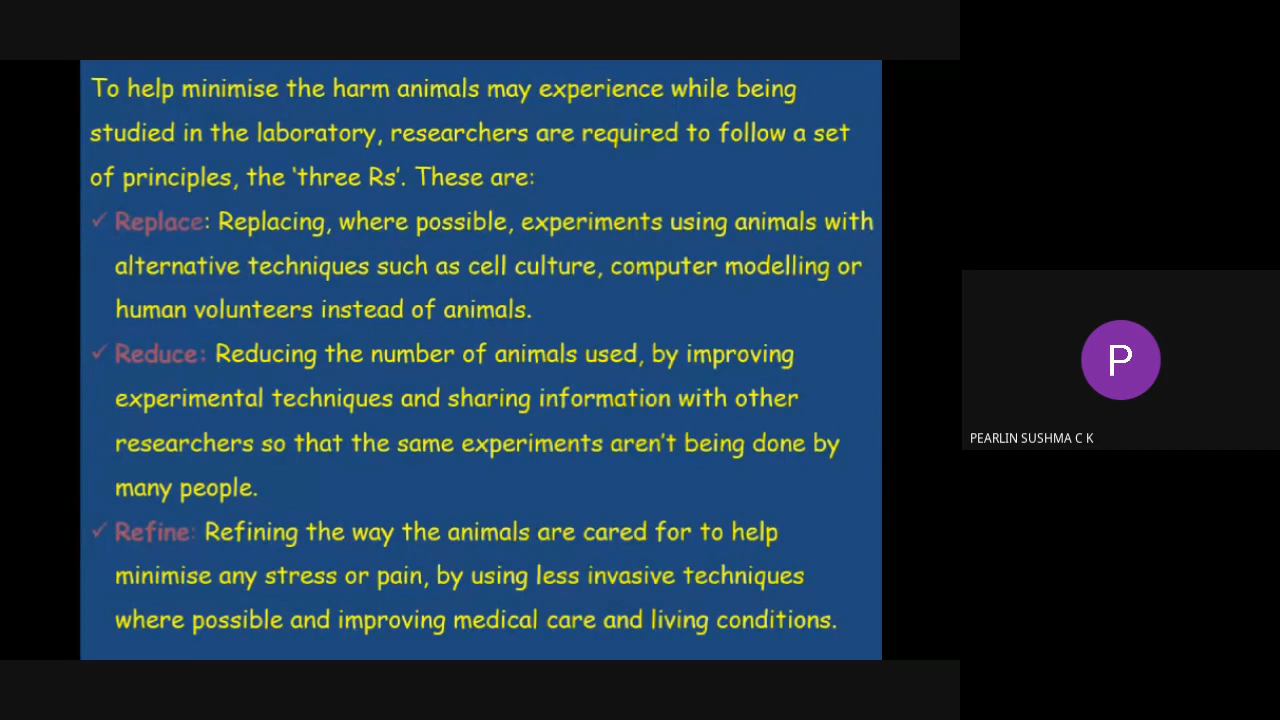 To help minimise the harm animals may experience while being
studied in the laboratory, researchers are required to follow a set
of principles, the ‘three Rs’. These are:
✓ Replace: Replacing, where possible, experiments using animals with
alternative techniques such as cell culture, computer modelling or
human volunteers instead of animals.
✓ Reduce: Reducing the number of animals used, by improving
experimental techniques and sharing information with other
researchers so that the same experiments aren’t being done by
many people.
✓ Refine: Refining the way the animals are cared for to help
minimise any stress or pain, by using less invasive techniques
where possible and improving medical care and living conditions.
P
PEARLIN SUSHMA C K